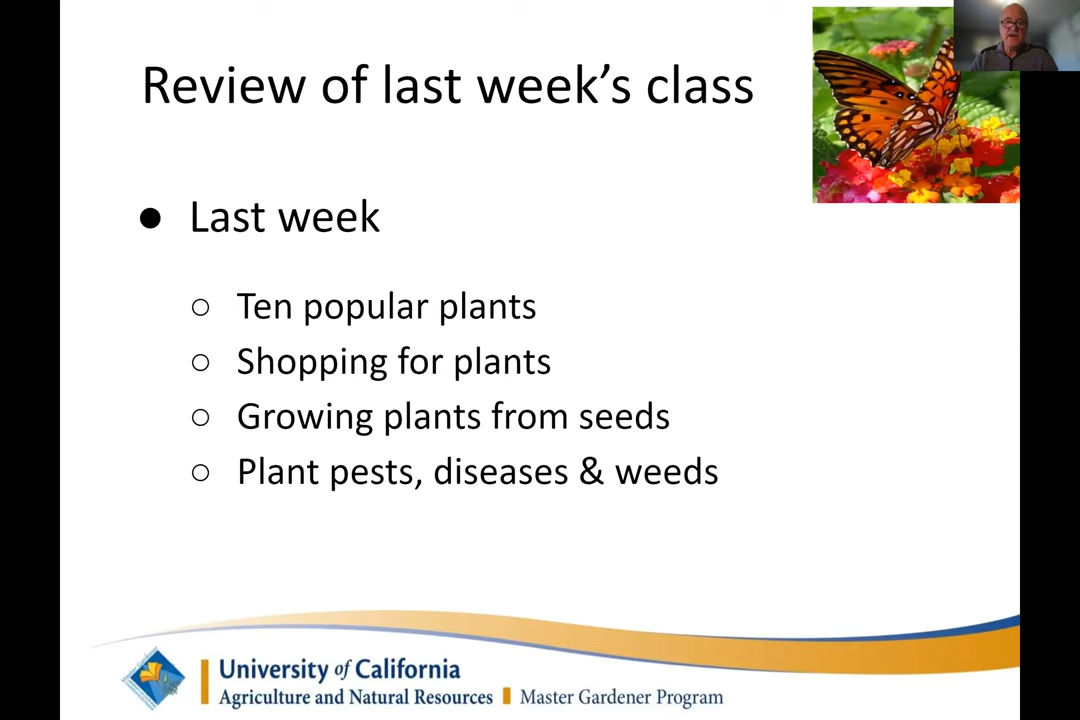 Review of last week’s class
● Last week
○ Ten popular plants
○ Shopping for plants
○ Growing plants from seeds
○ Plant pests, diseases & weeds
University of California
Agriculture and Natural Resources Master Gardener Program